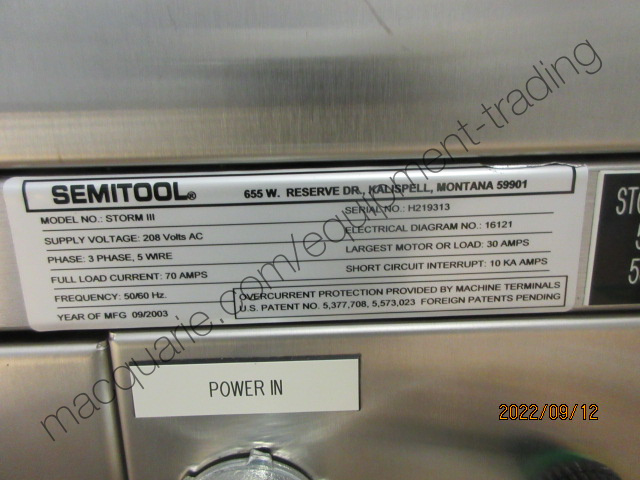 SEMITOOL® 655 W. RESERVE DR., KALISPELL, MONTANA 59901
MODEL NO.: STORM III
SERIAL NO.: H219313
SUPPLY VOLTAGE: 208 Volts AC
ELECTRICAL DIAGRAM NO.: 16121
PHASE: 3 PHASE, 5 WIRE
LARGEST MOTOR OR LOAD: 30 AMPS
FULL LOAD CURRENT: 70 AMPS
SHORT CIRCUIT INTERRUPT: 10 KA AMPS
FREQUENCY: 50/60 Hz.
OVERCURRENT PROTECTION PROVIDED BY MACHINE TERMINALS
U.S. PATENT NO. 5,377,708, 5,573,023 FOREIGN PATENTS PENDING
YEAR OF MFG 09/2003
STO
5
POWER IN
2022/09/12
macquarie.com/equipment-trading